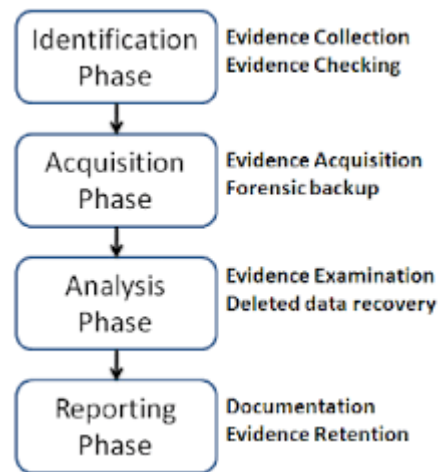 Identification
Phase
Evidence Collection
Evidence Checking
Acquisition
Phase
Evidence Acquisition
Forensic backup
Analysis
Phase
Evidence Examination
Deleted data recovery
Reporting
Phase
Documentation
Evidence Retention